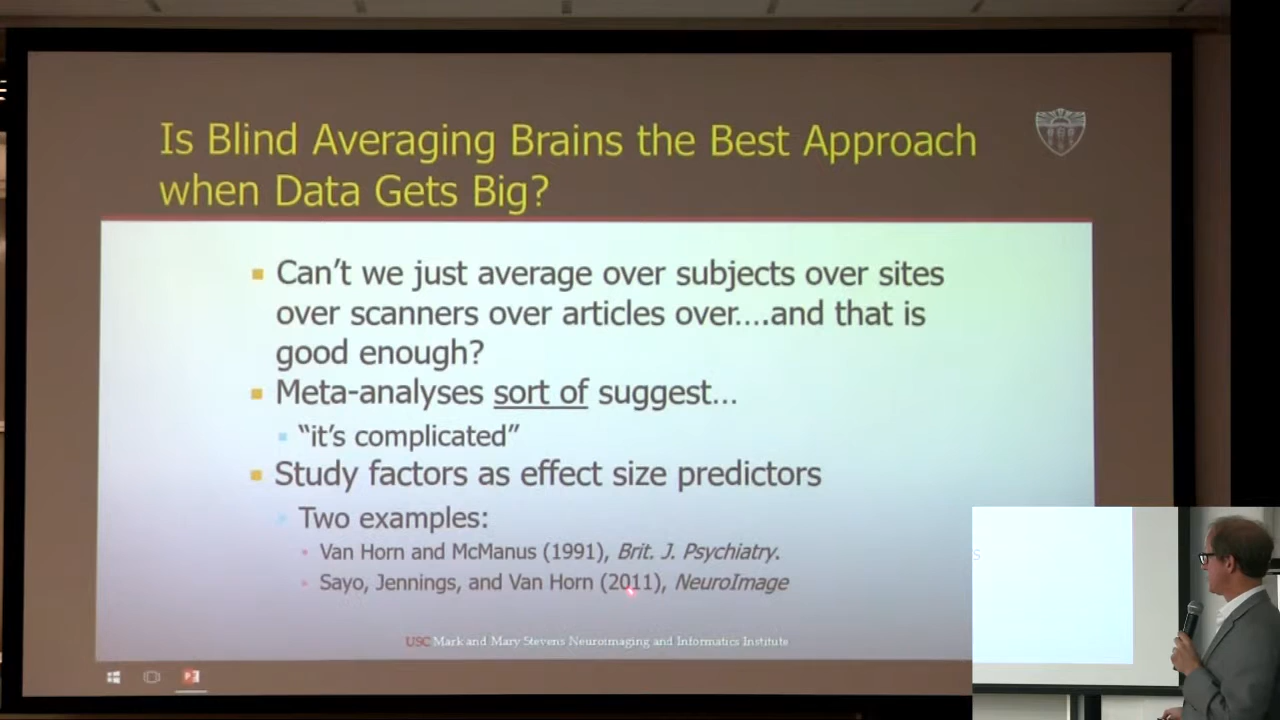 Is Blind Averaging Brains the Best Approach
when Data Gets Big?
Can't we just average over subjects over sites
over scanners over articles over….and that is
good enough?
Meta-analyses sort of suggest…
“it's complicated”
Study factors as effect size predictors
Two examples:
Van Horn and McManus (1991), Brit. J. Psychiatry.
Sayo, Jennings, and Van Horn (2011), NeuroImage
USC Mark and Mary Stevens Neuroimaging and Informatics Institute